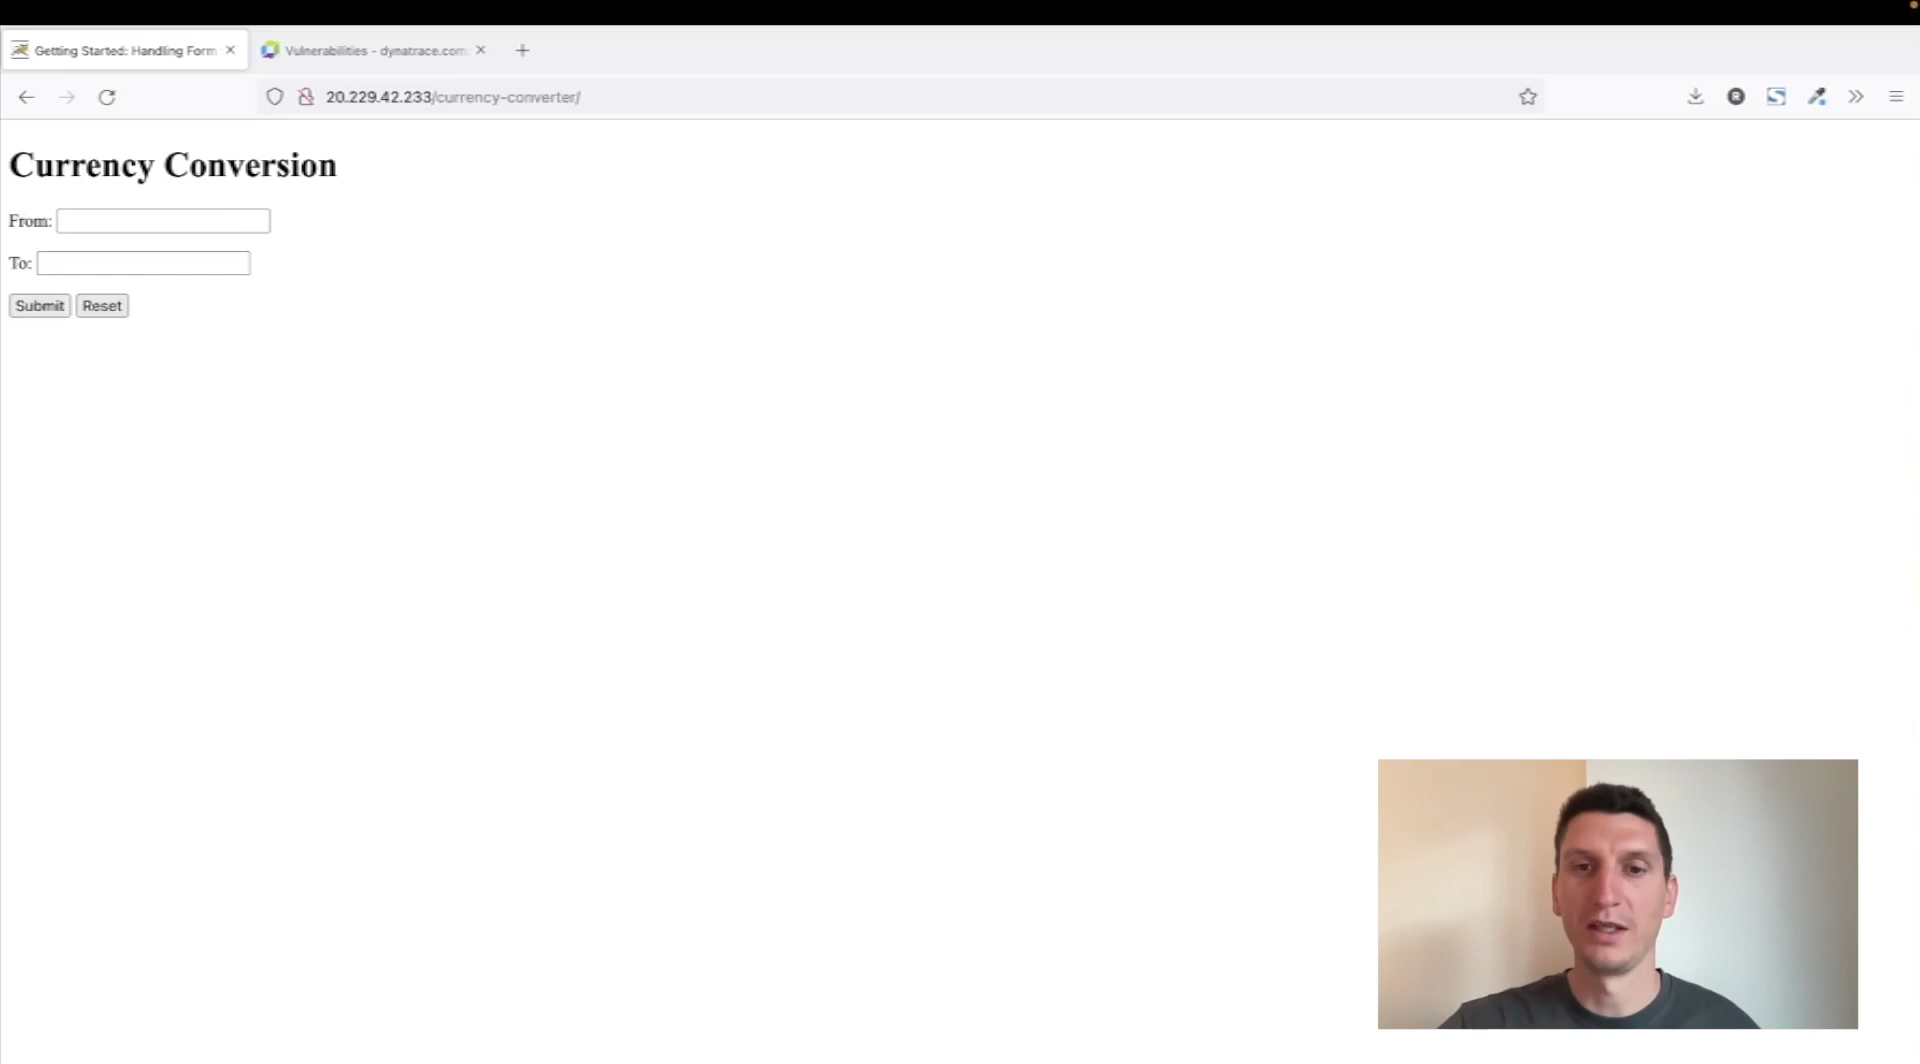 Getting Started: Handling Form
Vulnerabilities - dynatrace.com
20.229.42.233/currency-converter/
R
Currency Conversion
From:
To:
Submit Reset